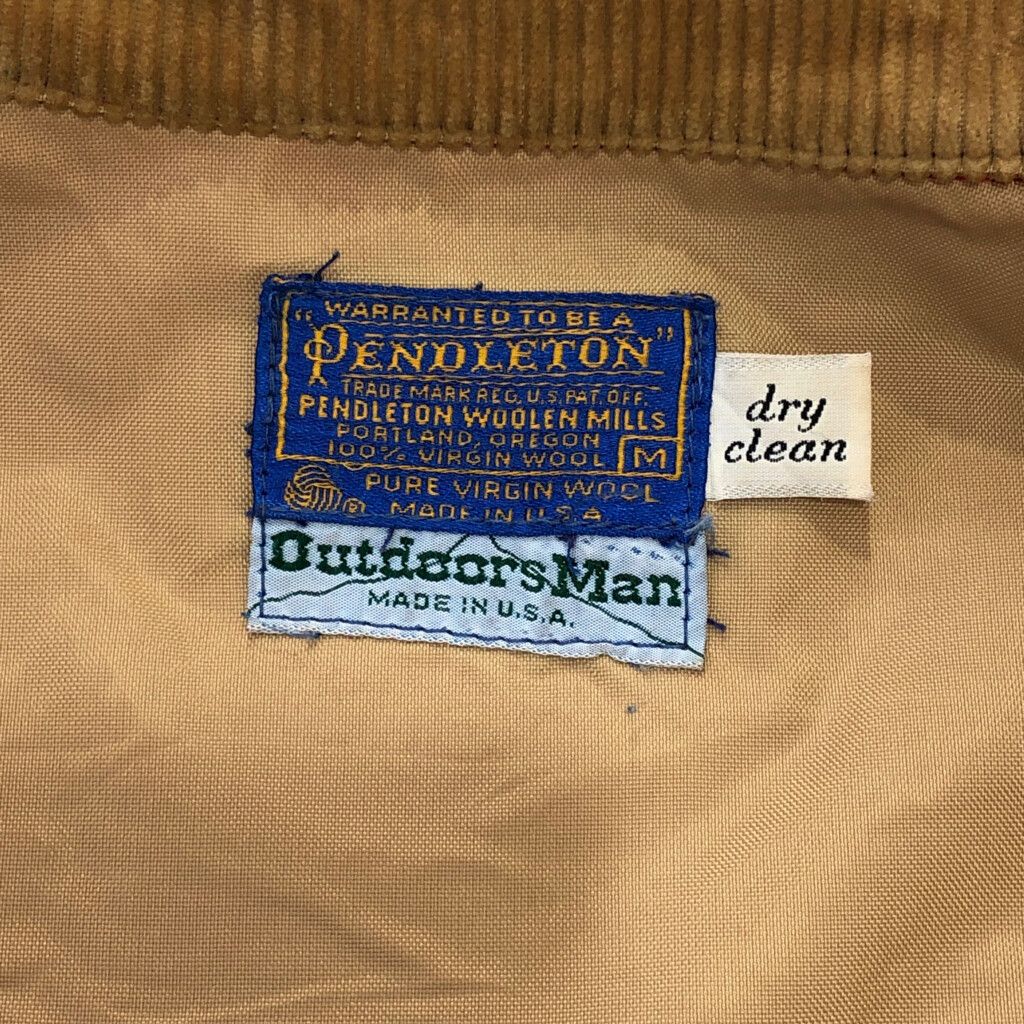 WARRANTED TO BE A
"PENDLETON"
TRADE MARK REG. U.S. PAT. OFF.
PENDLETON WOOLEN MILLS
PORTLAND, OREGON
100% VIRGIN WOOL M
PURE VIRGIN WOOL
® MADE IN U.S.A
OutdoorsMan
MADE IN U.S.A.
dry
clean